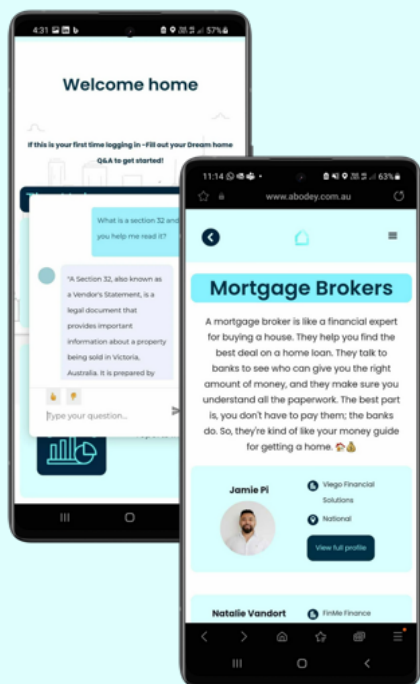 4:31
57%
Welcome home
If this is your first time logging in -Fill out your Dream home
Q&A to get started!
What is a section 32 and
you help me read it?
"A Section 32, also known as
a Vendor's Statement, is a
legal document that
provides important
information about a property
being sold in Victoria,
Australia. It is prepared by
Type your question...
11:14
63%
www.abodey.com.au
Mortgage Brokers
A mortgage broker is like a financial expert
for buying a house. They help you find the
best deal on a home loan. They talk to
banks to see who can give you the right
amount of money, and they make sure you
understand all the paperwork. The best part
is, you don't have to pay them; the banks
do. So, they're kind of like your money guide
for getting a home. 🏠💰
Jamie Pi
Viego Financial
Solutions
National
View full profile
Natalie Vandort
FinMe Finance